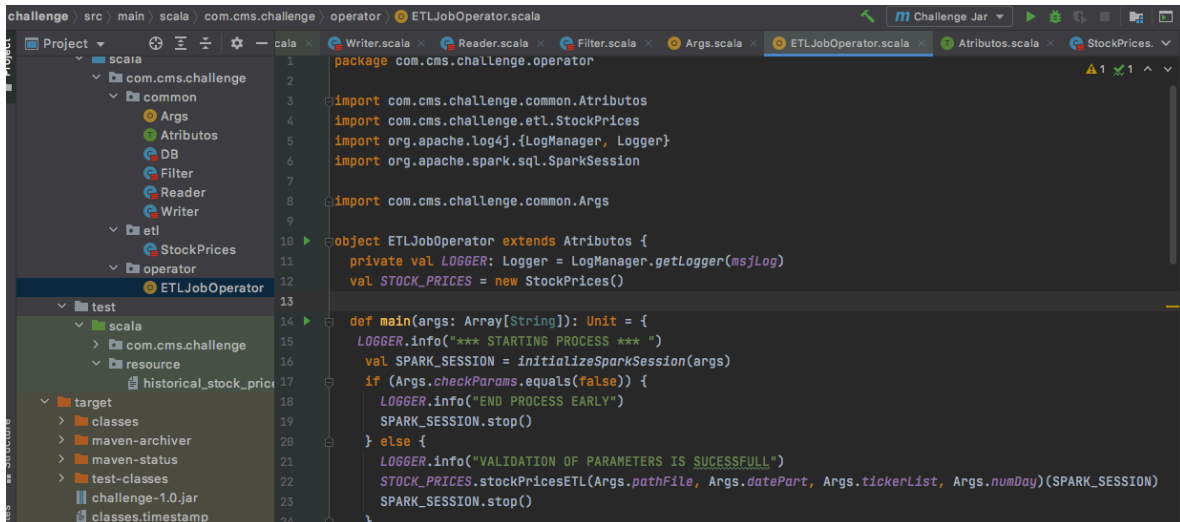 challenge > src > main > scala > com.cms.challenge > operator > ETLJobOperator.scala
Challenge Jar
Project
cala
Writer.scala
Reader.scala
Filter.scala
Args.scala
ETLJobOperator.scala
Atributos.scala
StockPrices.
Project
scala
com.cms.challenge
common
Args
Atributos
DB
Filter
Reader
Writer
etl
StockPrices
operator
ETLJobOperator
test
scala
com.cms.challenge
resource
historical_stock_price
target
classes
maven-archiver
maven-status
test-classes
challenge-1.0.jar
classes.timestamp
1 package com.cms.challenge.operator
2
3 import com.cms.challenge.common.Atributos
4 import com.cms.challenge.etl.StockPrices
5 import org.apache.log4j.{LogManager, Logger}
6 import org.apache.spark.sql.SparkSession
7
8 import com.cms.challenge.common.Args
9
10 object ETLJobOperator extends Atributos {
11 private val LOGGER: Logger = LogManager.getLogger(msjLog)
12 val STOCK_PRICES = new StockPrices()
13
14 def main(args: Array[String]): Unit = {
15 LOGGER.info("*** STARTING PROCESS *** ")
16 val SPARK_SESSION = initializeSparkSession(args)
17 if (Args.checkParams.equals(false)) {
18 LOGGER.info("END PROCESS EARLY")
19 SPARK_SESSION.stop()
20 } else {
21 LOGGER.info("VALIDATION OF PARAMETERS IS SUCESSFULL")
22 STOCK_PRICES.stockPricesETL(Args.pathFile, Args.datePart, Args.tickerList, Args.numDay)(SPARK_SESSION)
23 SPARK_SESSION.stop()
24 }
1 1